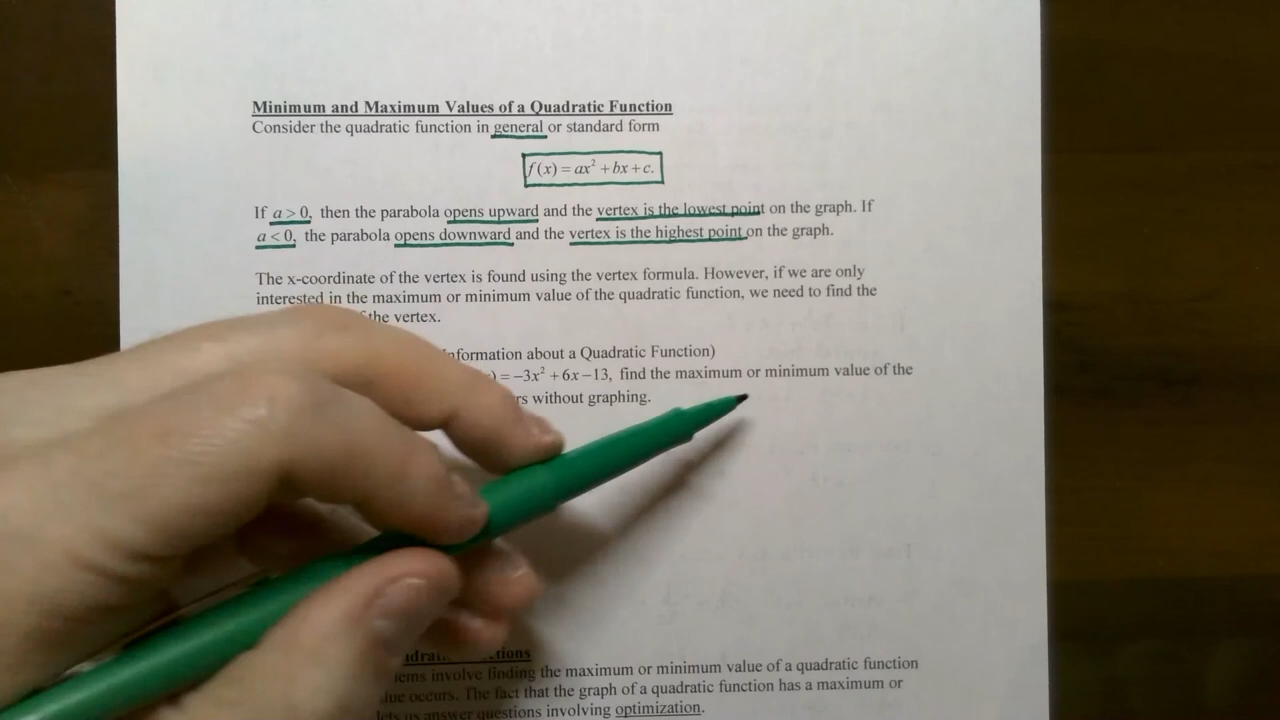 Minimum and Maximum Values of a Quadratic Function
Consider the quadratic function in general or standard form
f(x) = ax² + bx + c.
If a > 0, then the parabola opens upward and the vertex is the lowest point on the graph. If
a < 0, the parabola opens downward and the vertex is the highest point on the graph.
The x-coordinate of the vertex is found using the vertex formula. However, if we are only
interested in the maximum or minimum value of the quadratic function, we need to find the
the vertex.
about a Quadratic Function)
= −3x² + 6x − 13, find the maximum or minimum value of the
without graphing.
involve finding the maximum or minimum value of a quadratic function
occurs. The fact that the graph of a quadratic function has a maximum or
us answer questions involving optimization.